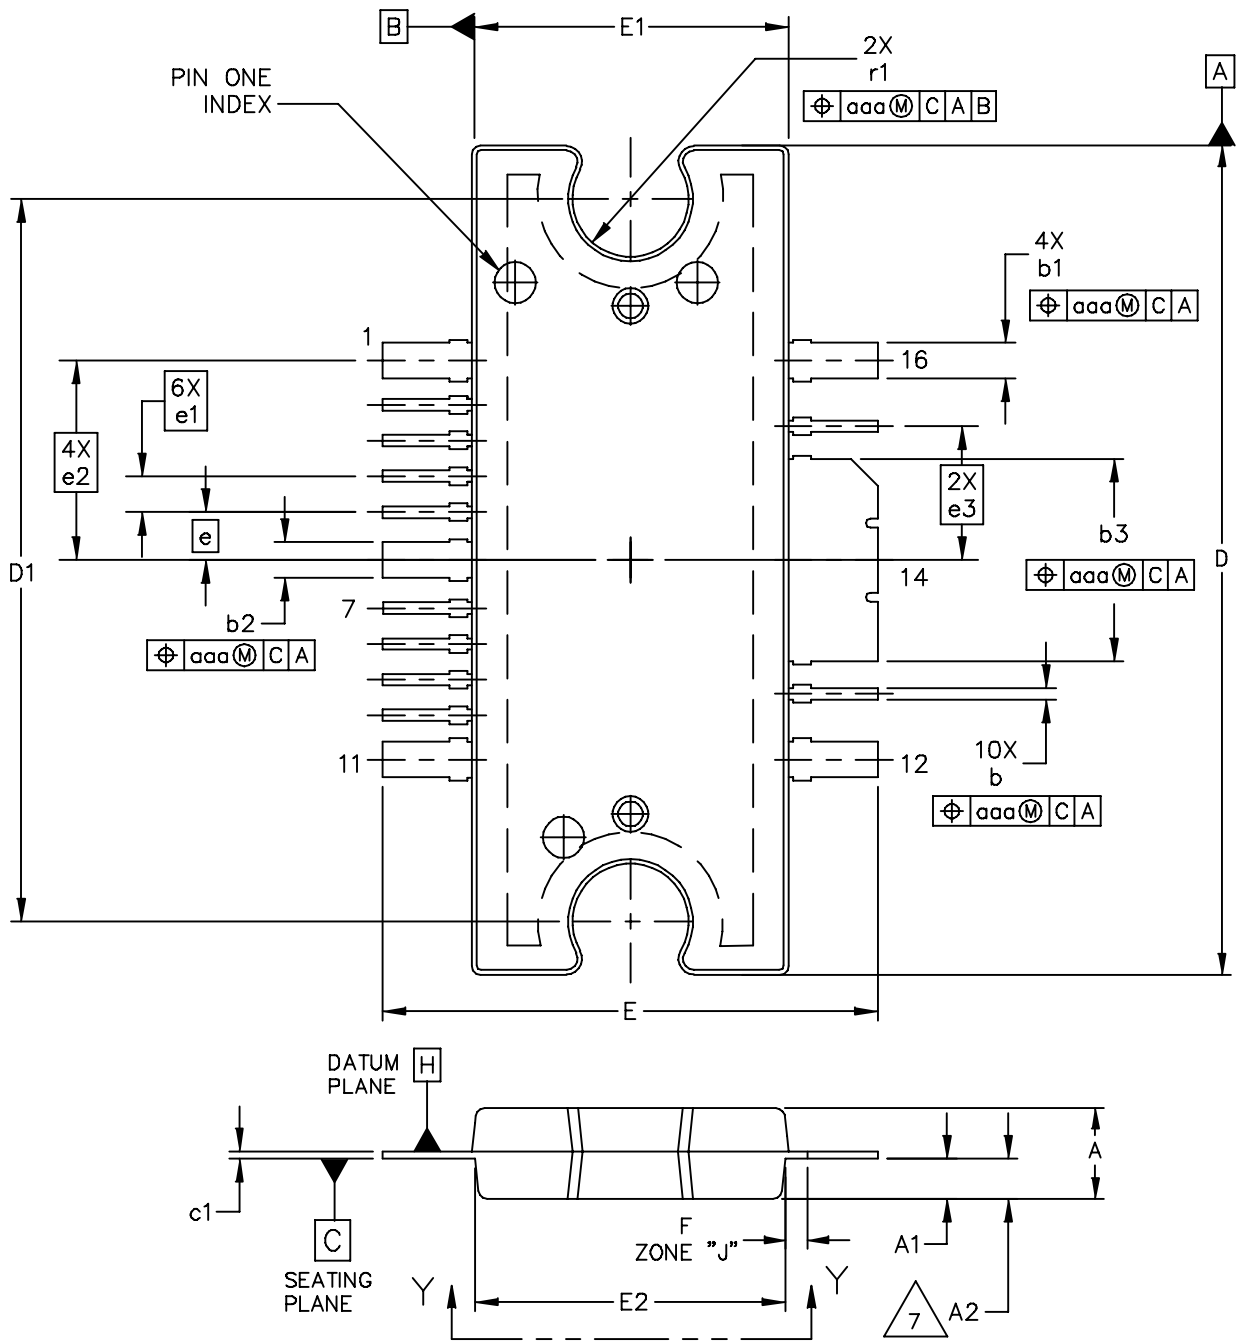 B
E1
2X
r1
⌖ aaa Ⓜ C A B
A
PIN ONE
INDEX
4X
b1
⌖ aaa Ⓜ C A
1
16
6X
e1
4X
e2
2X
e3
e
b3
⌖ aaa Ⓜ C A
D1
D
14
7
b2
⌖ aaa Ⓜ C A
11
12
10X
b
⌖ aaa Ⓜ C A
E
DATUM
PLANE
H
A
c1
C
F
ZONE "J"
A1
SEATING
PLANE
Y
E2
Y
7
A2